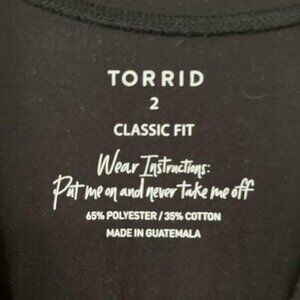 TORRID
2
CLASSIC FIT
Wear Instructions:
Put me on and never take me off
65% POLYESTER / 35% COTTON
MADE IN GUATEMALA